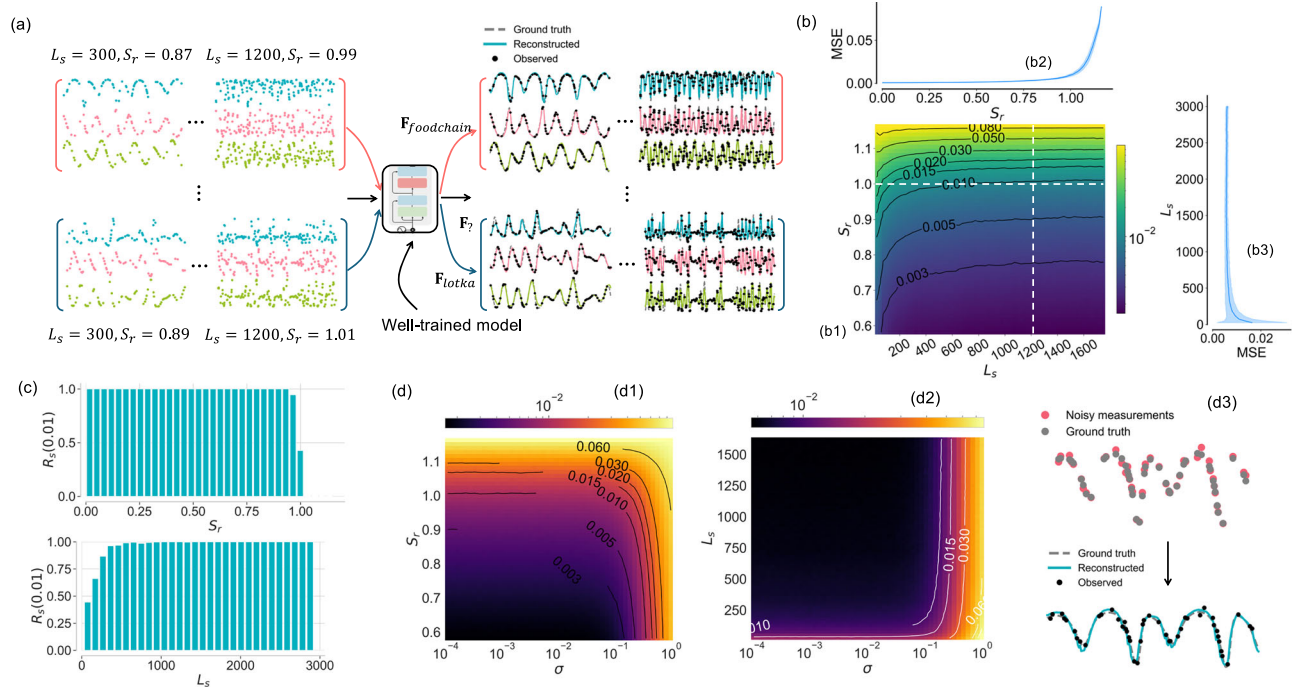 (a)
L_s = 300, S_r = 0.87 L_s = 1200, S_r = 0.99
Ground truth
Reconstructed
Observed
F_foodchain
F_?
F_lotka
Well-trained model
L_s = 300, S_r = 0.89 L_s = 1200, S_r = 1.01
(b)
MSE
0.05
0.00
(b2)
0.00 0.25 0.50 0.75 1.00
S_r
S_r
1.1
1.0
0.9
0.8
0.7
0.6
0.080
0.050
0.030
0.020
0.015
0.010
0.005
0.003
(b1)
200 400 600 800 1000 1200 1400 1600
L_s
10^-2
L_s
3000
2500
2000
1500
1000
500
0
(b3)
0.00 0.02
MSE
(c)
R_s(0.01)
1.0
0.5
0.0
0.00 0.25 0.50 0.75 1.00
S_r
R_s(0.01)
1.00
0.75
0.50
0.25
0.00
0 1000 2000 3000
L_s
(d)
(d1)
10^-2
S_r
1.1
1.0
0.9
0.8
0.7
0.6
0.060
0.030
0.020
0.015
0.010
0.005
0.003
10^-4 10^-3 10^-2 10^-1 10^0
σ
(d2)
10^-2
L_s
1500
1250
1000
750
500
250
0.015
0.030
10^-4 10^-3 10^-2 10^-1 10^0
σ
(d3)
Noisy measurements
Ground truth
Ground truth
Reconstructed
Observed